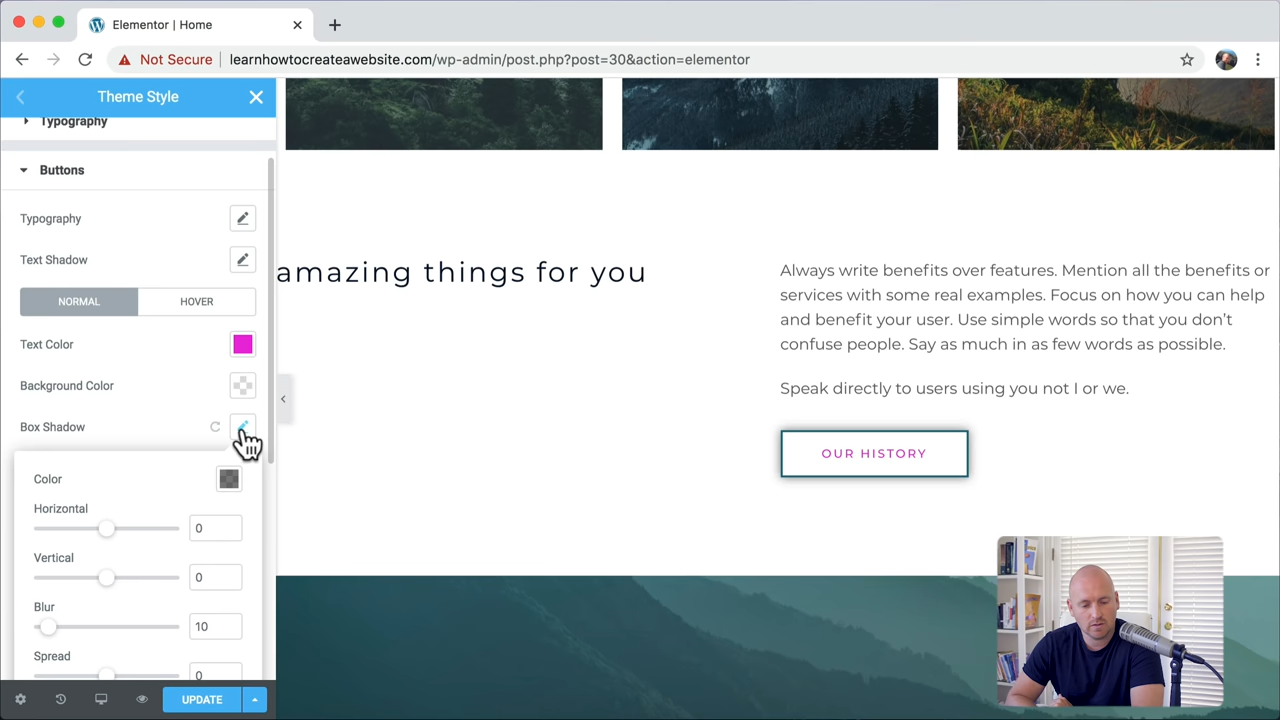 Elementor | Home
Not Secure
learnhowtocreateawebsite.com/wp-admin/post.php?post=30&action=elementor
Theme Style
Typography
Buttons
Typography
Text Shadow
NORMAL
HOVER
Text Color
Background Color
Box Shadow
Color
Horizontal
0
Vertical
0
Blur
10
Spread
0
UPDATE
amazing things for you
Always write benefits over features. Mention all the benefits or
services with some real examples. Focus on how you can help
and benefit your user. Use simple words so that you don’t
confuse people. Say as much in as few words as possible.
Speak directly to users using you not I or we.
OUR HISTORY